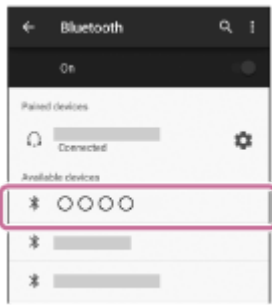 Bluetooth
On
Paired devices
Connected
Available devices
○○○○